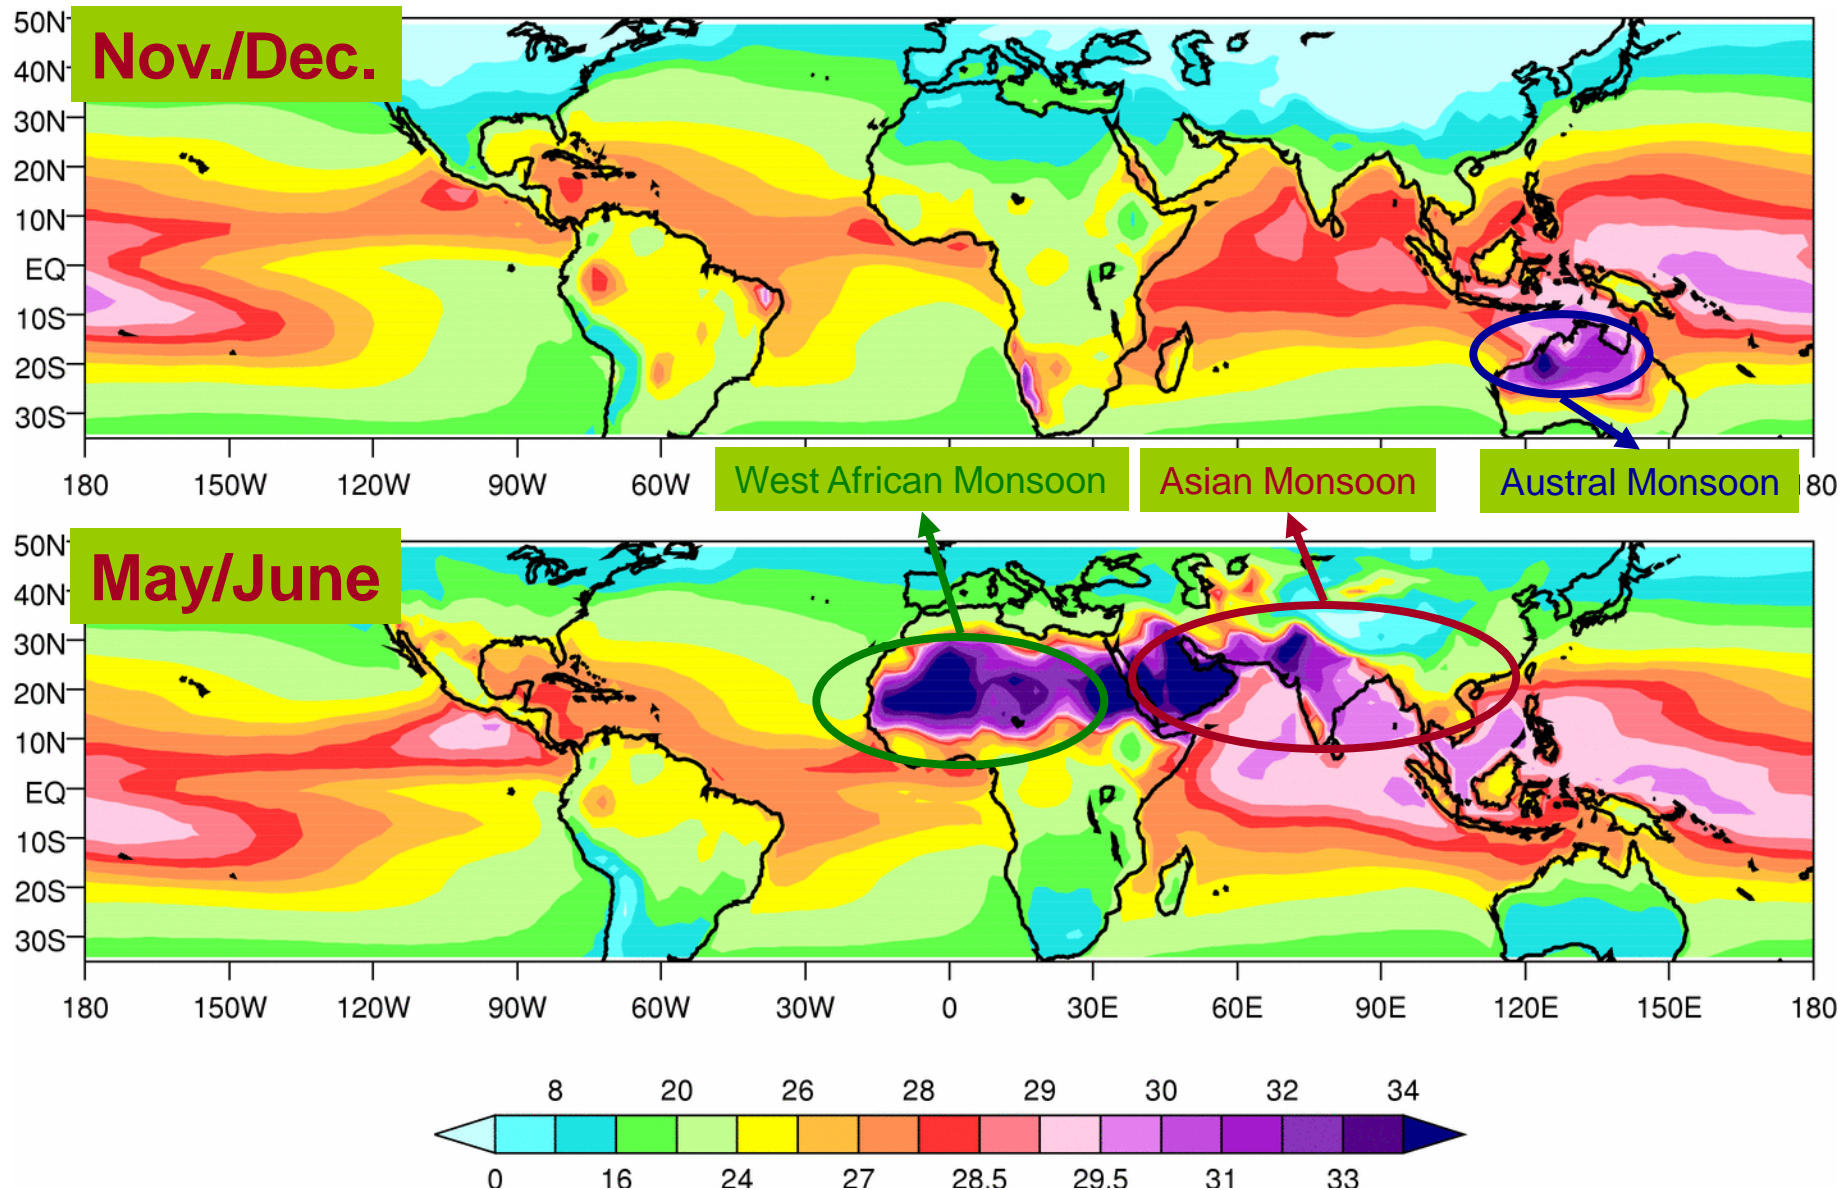 50N
Nov./Dec.
40N
30N
20N
10N
EQ
10S
20S
30S
180 150W 120W 90W 60W 80
West African Monsoon Asian Monsoon Austral Monsoon
50N
May/June
40N
30N
20N
10N
EQ
10S
20S
30S
180 150W 120W 90W 60W 30W 0 30E 60E 90E 120E 150E 180
8 20 26 28 29 30 32 34
0 16 24 27 28.5 29.5 31 33